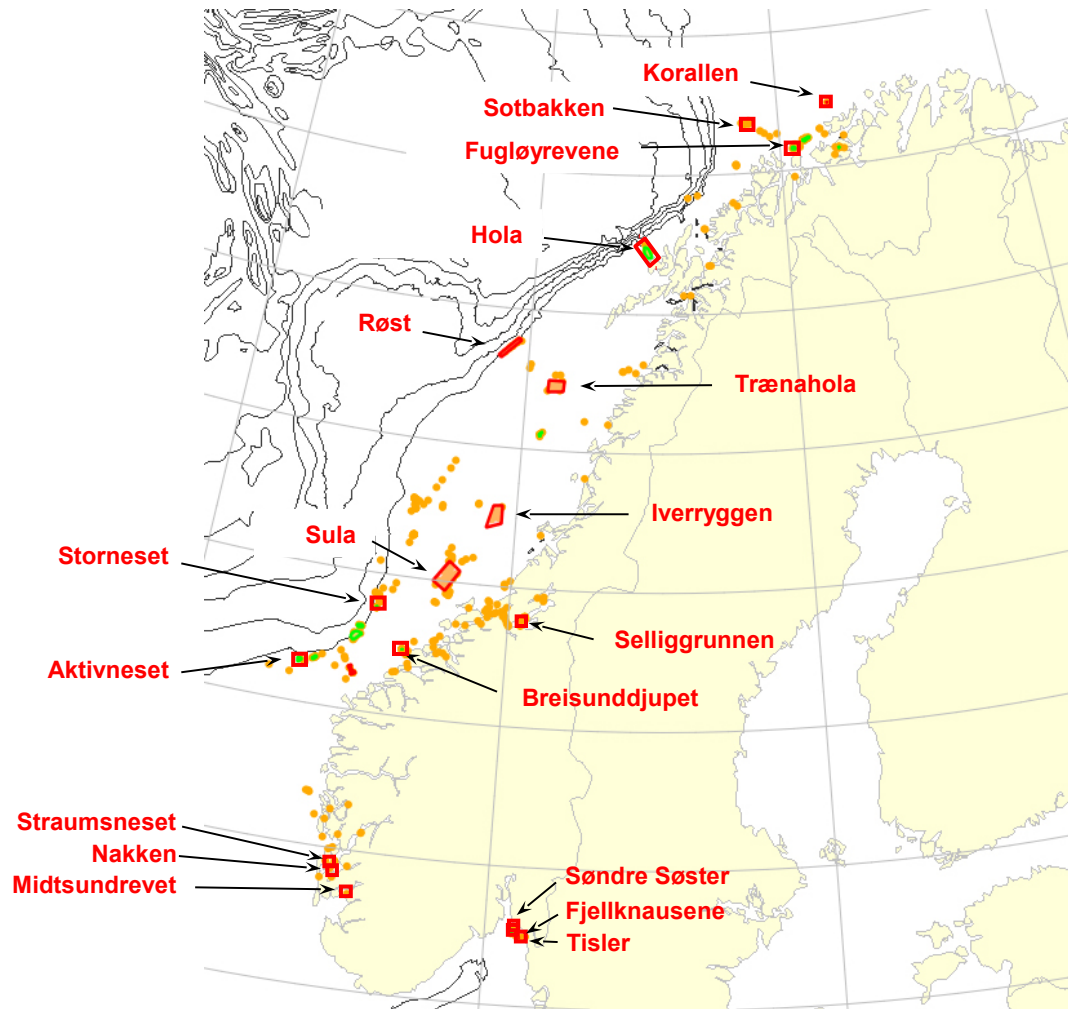 Korallen
Sotbakken
Fugløyrevene
Hola
Røst
Trænahola
Iverryggen
Sula
Storneset
Selliggrunnen
Aktivneset
Breisunddjupet
Straumsneset
Nakken
Midtsundrevet
Søndre Søster
Fjellknausene
Tisler